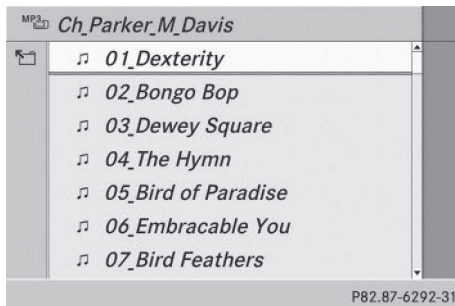 MP3 Ch_Parker_M_Davis
01_Dexterity
02_Bongo Bop
03_Dewey Square
04_The Hymn
05_Bird of Paradise
06_Embracable You
07_Bird Feathers
P82.87-6292-31